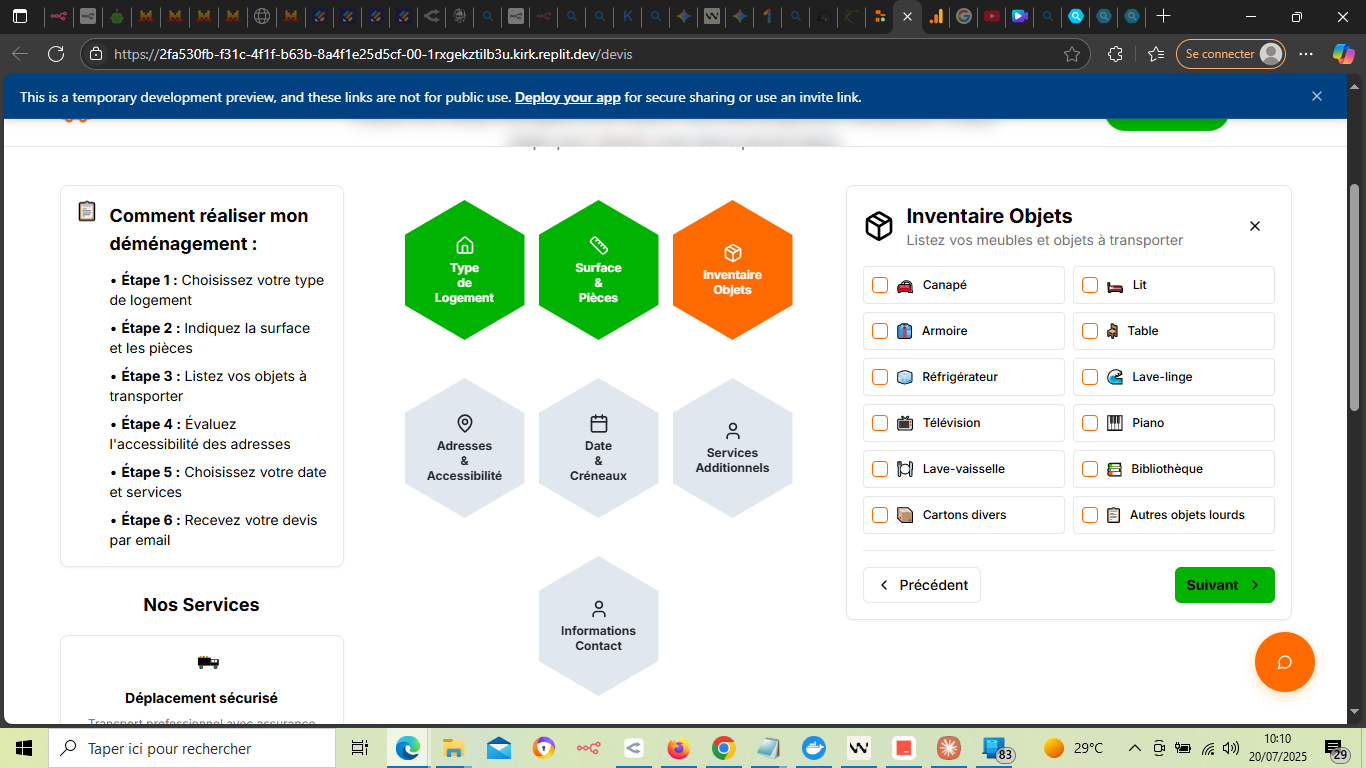 https://2fa530fb-f31c-4f1f-b63b-8a4f1e25d5cf-00-1rxgekztilb3u.kirk.replit.dev/devis
Se connecter
This is a temporary development preview, and these links are not for public use. Deploy your app for secure sharing or use an invite link.
Comment réaliser mon
déménagement :
• Étape 1 : Choisissez votre type
de logement
• Étape 2 : Indiquez la surface
et les pièces
• Étape 3 : Listez vos objets à
transporter
• Étape 4 : Évaluez
l'accessibilité des adresses
• Étape 5 : Choisissez votre date
et services
• Étape 6 : Recevez votre devis
par email
Nos Services
Déplacement sécurisé
Transport professionnel avec assurance
Type
de
Logement
Surface
&
Pièces
Inventaire
Objets
Adresses
&
Accessibilité
Date
&
Créneaux
Services
Additionnels
Informations
Contact
Inventaire Objets
Listez vos meubles et objets à transporter
Canapé
Lit
Armoire
Table
Réfrigérateur
Lave-linge
Télévision
Piano
Lave-vaisselle
Bibliothèque
Cartons divers
Autres objets lourds
Précédent
Suivant
Taper ici pour rechercher
83
29°C
10:10
20/07/2025
29